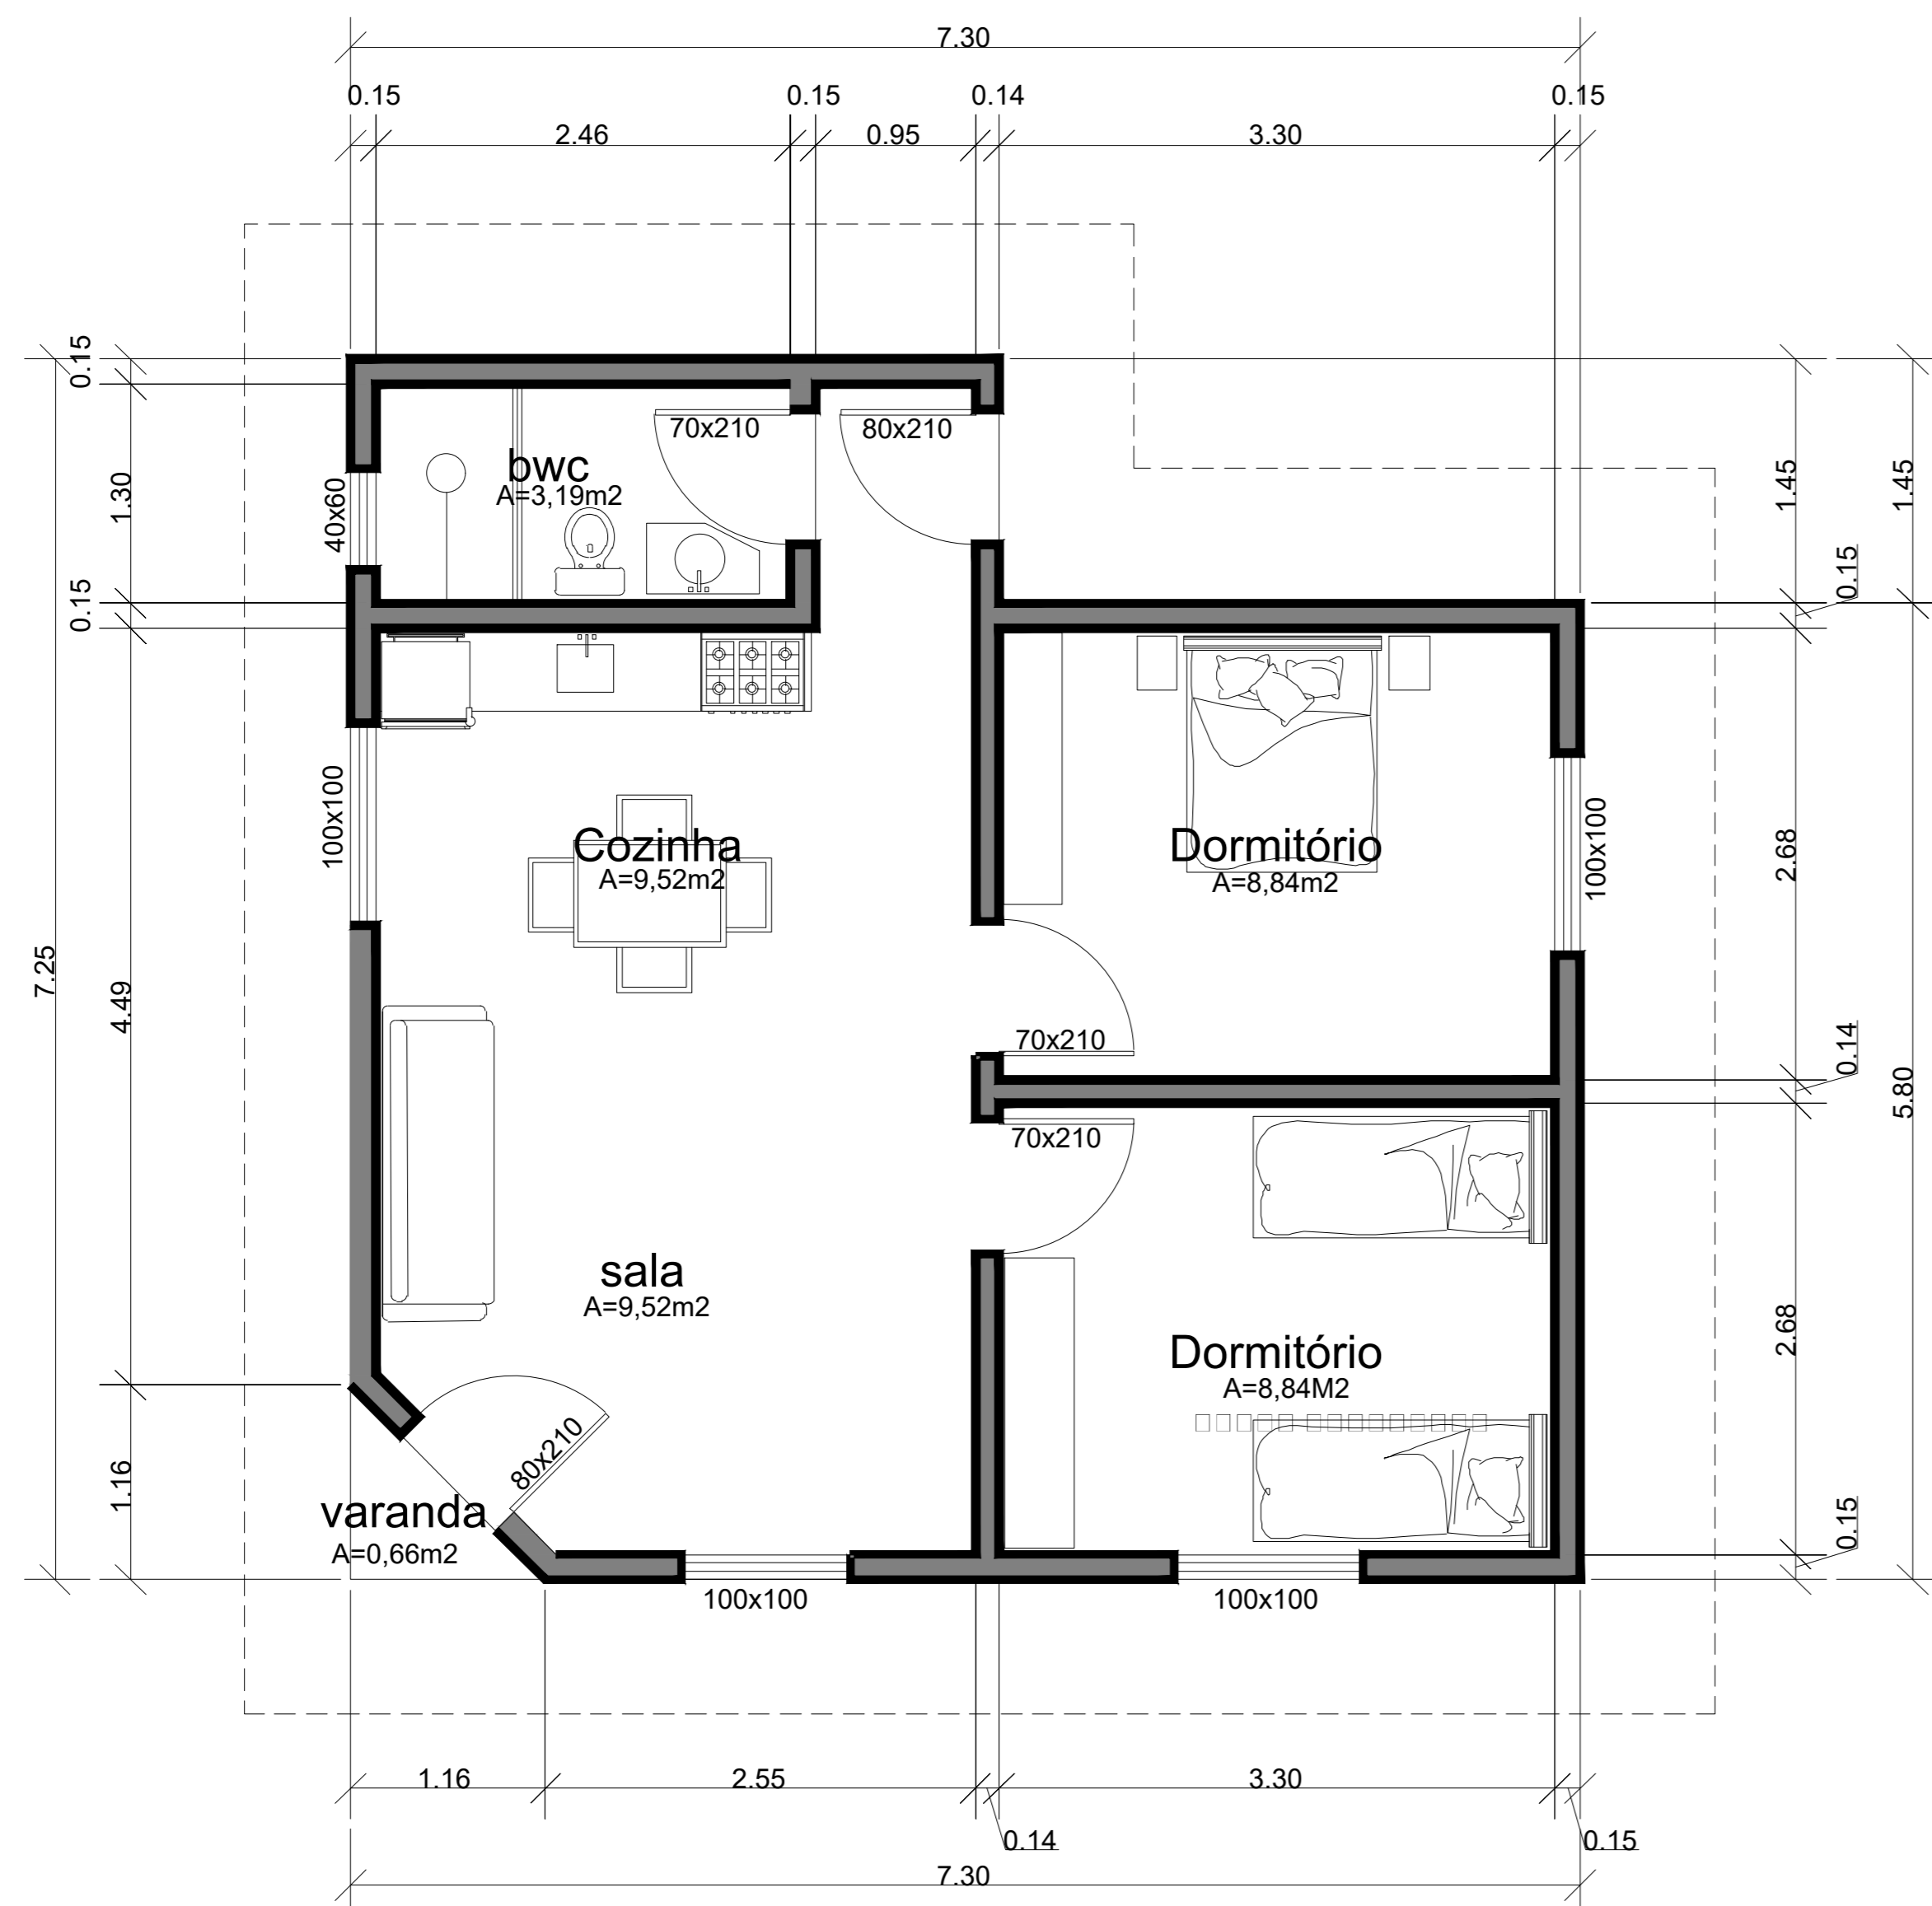 7.30
0.15
0.15
0.14
0.15
2.46
0.95
3.30
0.15
1.30
0.15
4.49
1.16
7.25
1.45
1.45
0.15
2.68
0.14
5.80
2.68
0.15
70x210
80x210
bwc
A=3,19m2
40x60
100x100
Cozinha
A=9,52m2
Dormitório
A=8,84m2
100x100
70x210
70x210
sala
A=9,52m2
Dormitório
A=8,84M2
80x210
varanda
A=0,66m2
100x100
100x100
1.16
2.55
3.30
0.14
0.15
7.30